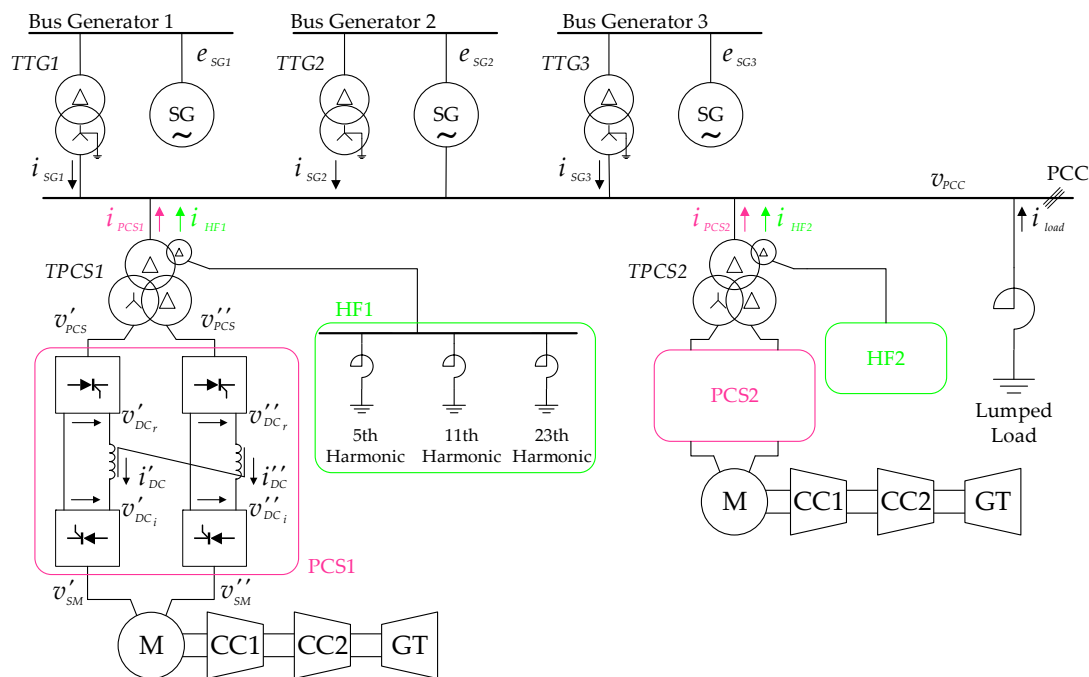 Bus Generator 1
Bus Generator 2
Bus Generator 3
TTG1
e SG1
TTG2
e SG2
TTG3
e SG3
SG
~
SG
~
SG
~
i SG1
i SG2
i SG3
v PCC
PCC
i PCS1
i HF1
i PCS2
i HF2
i load
TPCS1
TPCS2
v' PCS
v'' PCS
HF1
HF2
PCS2
v' DC r
v'' DC r
5th
Harmonic
11th
Harmonic
23th
Harmonic
Lumped
Load
i' DC
i'' DC
v' DC i
v'' DC i
M
CC1
CC2
GT
PCS1
v' SM
v'' SM
M
CC1
CC2
GT